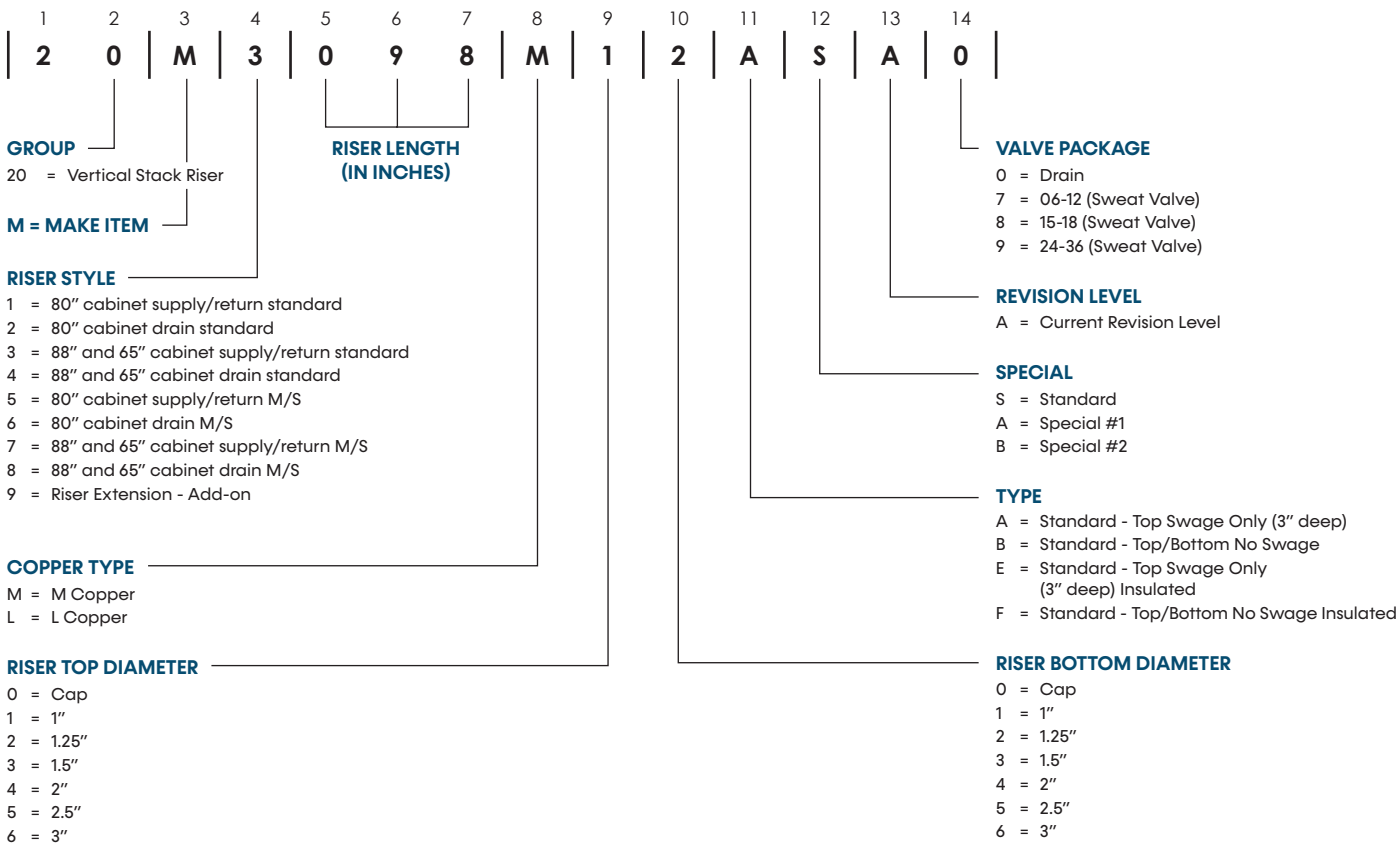 1 2 3 4 5 6 7 8 9 10 11 12 13 14
2 0 M 3 0 9 8 M 1 2 A S A 0
GROUP
20 = Vertical Stack Riser
M = MAKE ITEM
RISER STYLE
1 = 80” cabinet supply/return standard
2 = 80” cabinet drain standard
3 = 88” and 65” cabinet supply/return standard
4 = 88” and 65” cabinet drain standard
5 = 80” cabinet supply/return M/S
6 = 80” cabinet drain M/S
7 = 88” and 65” cabinet supply/return M/S
8 = 88” and 65” cabinet drain M/S
9 = Riser Extension - Add-on
COPPER TYPE
M = M Copper
L = L Copper
RISER TOP DIAMETER
0 = Cap
1 = 1”
2 = 1.25”
3 = 1.5”
4 = 2”
5 = 2.5”
6 = 3”
RISER LENGTH
(IN INCHES)
VALVE PACKAGE
0 = Drain
7 = 06-12 (Sweat Valve)
8 = 15-18 (Sweat Valve)
9 = 24-36 (Sweat Valve)
REVISION LEVEL
A = Current Revision Level
SPECIAL
S = Standard
A = Special #1
B = Special #2
TYPE
A = Standard - Top Swage Only (3” deep)
B = Standard - Top/Bottom No Swage
E = Standard - Top Swage Only
(3” deep) Insulated
F = Standard - Top/Bottom No Swage Insulated
RISER BOTTOM DIAMETER
0 = Cap
1 = 1”
2 = 1.25”
3 = 1.5”
4 = 2”
5 = 2.5”
6 = 3”